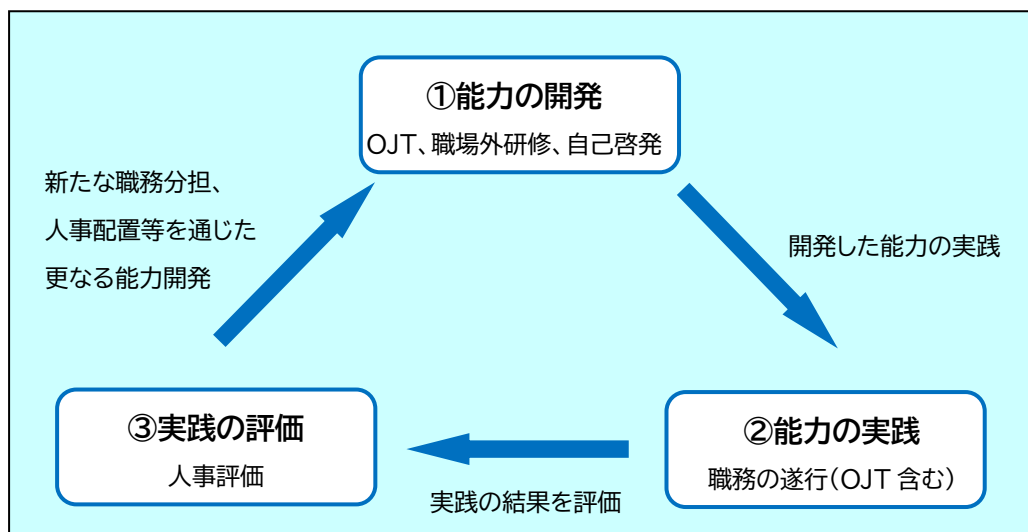 ①能力の開発
OJT、職場外研修、自己啓発
新たな職務分担、
人事配置等を通じた
更なる能力開発
開発した能力の実践
③実践の評価
人事評価
②能力の実践
職務の遂行(OJT 含む)
実践の結果を評価